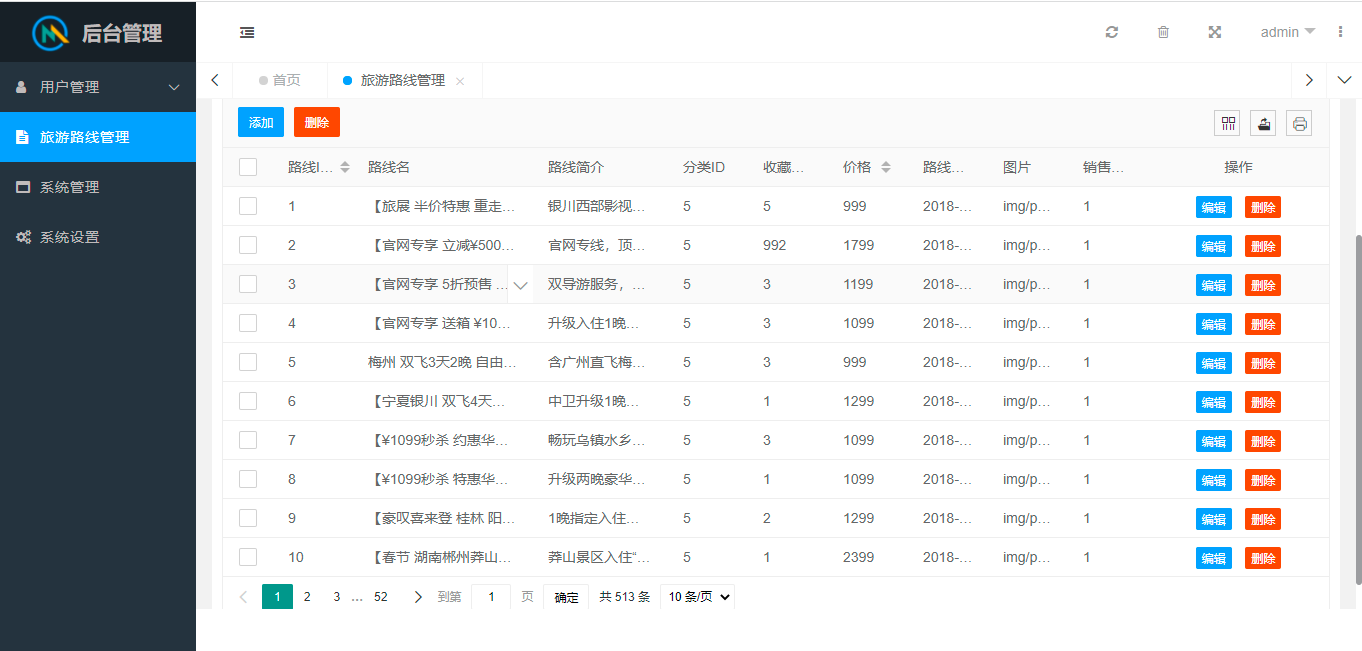 后台管理
admin
用户管理
旅游路线管理
系统管理
系统设置
首页 旅游路线管理
添加 删除
路线I... 路线名 路线简介 分类ID 收藏... 价格 路线... 图片 销售... 操作
1 【旅展 半价特惠 重走... 银川西部影视... 5 5 999 2018-... img/p... 1 编辑 删除
2 【官网专享 立减¥500... 官网专线，顶... 5 992 1799 2018-... img/p... 1 编辑 删除
3 【官网专享 5折预售 ... 双导游服务，... 5 3 1199 2018-... img/p... 1 编辑 删除
4 【官网专享 送箱 ¥10... 升级入住1晚... 5 3 1099 2018-... img/p... 1 编辑 删除
5 梅州 双飞3天2晚 自由... 含广州直飞梅... 5 3 999 2018-... img/p... 1 编辑 删除
6 【宁夏银川 双飞4天... 中卫升级1晚... 5 1 1299 2018-... img/p... 1 编辑 删除
7 【¥1099秒杀 约惠华... 畅玩乌镇水乡... 5 3 1099 2018-... img/p... 1 编辑 删除
8 【¥1099秒杀 特惠华... 升级两晚豪华... 5 1 1099 2018-... img/p... 1 编辑 删除
9 【豪叹喜来登 桂林 阳... 1晚指定入住... 5 2 1299 2018-... img/p... 1 编辑 删除
10 【春节 湖南郴州莽山... 莽山景区入住“... 5 1 2399 2018-... img/p... 1 编辑 删除
1 2 3 ... 52 到第 1 页 确定 共 513 条 10 条/页